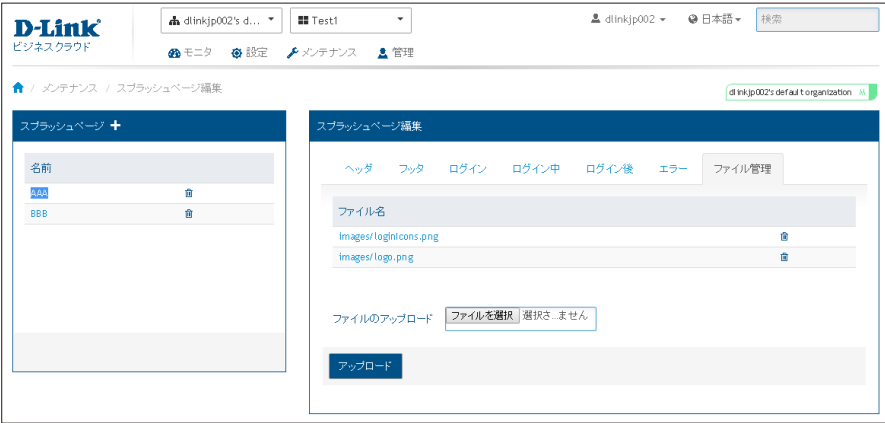 D-Link
ビジネスクラウド
dlinkjp002's d...
Test1
dlinkjp002
日本語
検索
モニタ 設定 メンテナンス 管理
/ メンテナンス / スプラッシュページ編集
dlinkjp002's default organization
スプラッシュページ +
名前
AAA
BBB
スプラッシュページ編集
ヘッダ フッタ ログイン ログイン中 ログイン後 エラー ファイル管理
ファイル名
images/loginIcons.png
images/logo.png
ファイルのアップロード ファイルを選択 選択さ...ません
アップロード